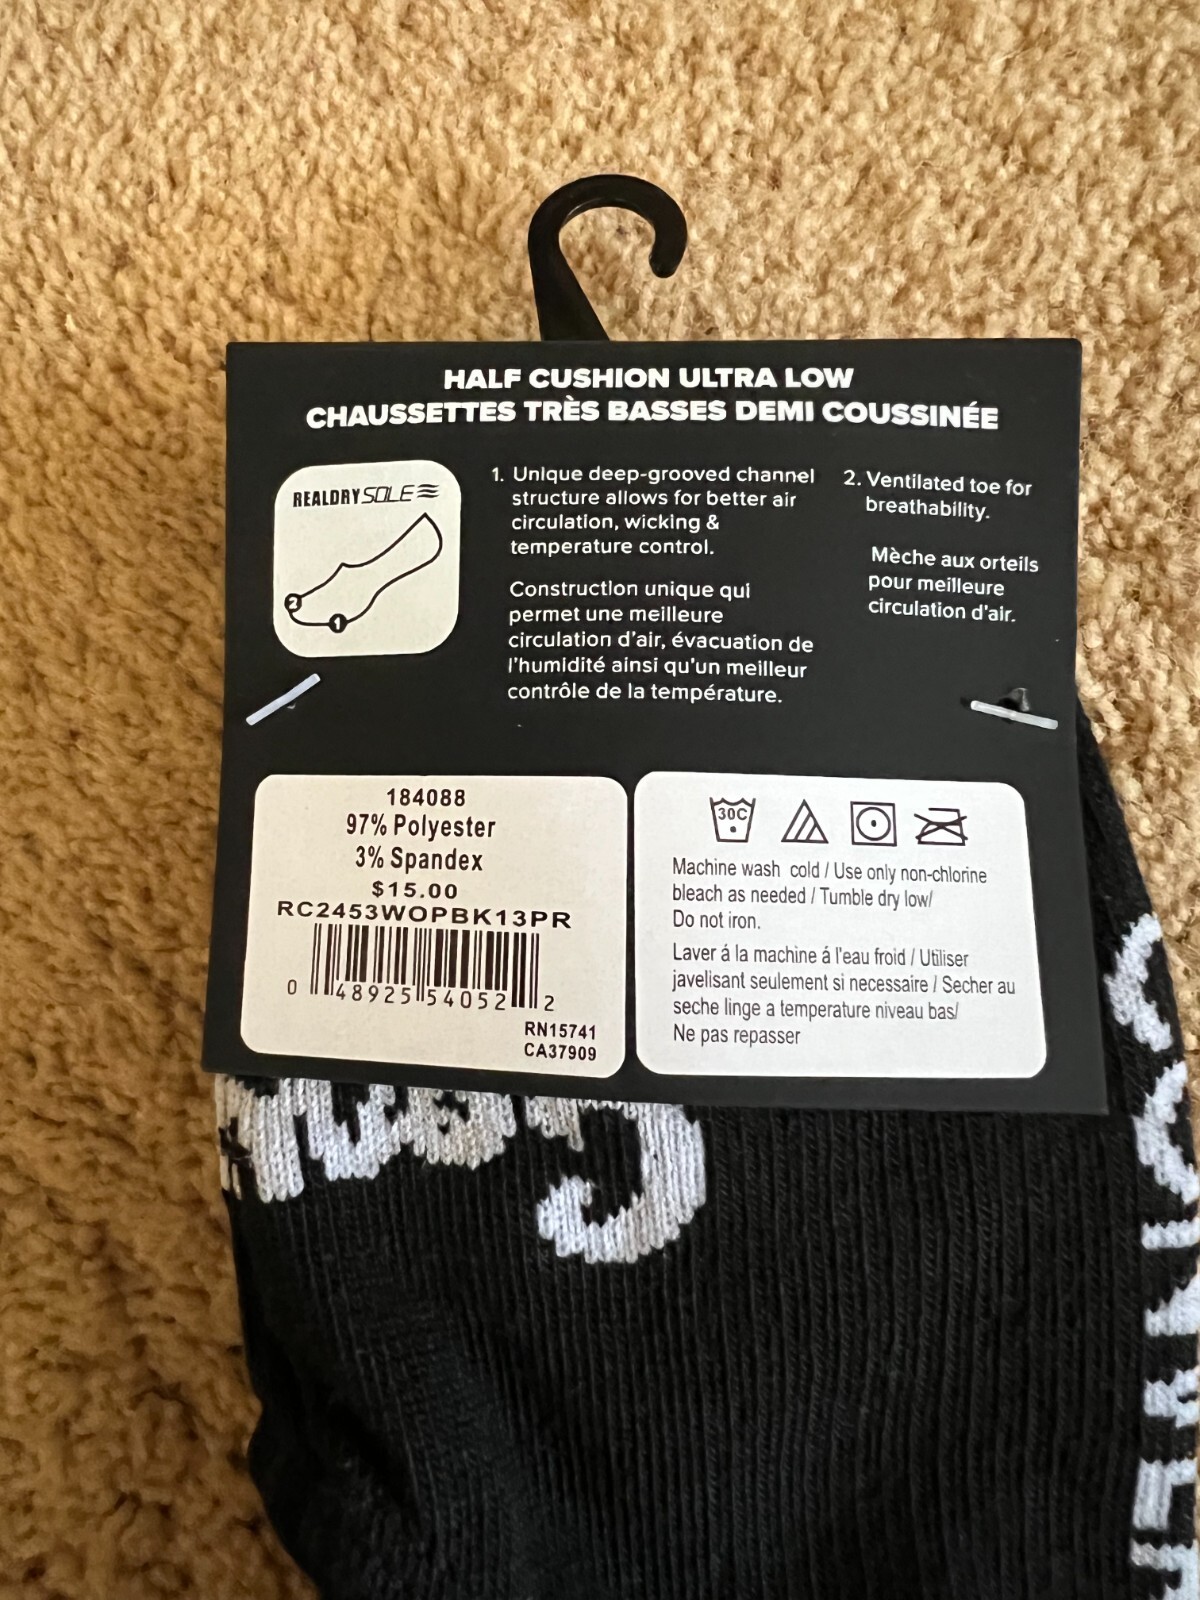 HALF CUSHION ULTRA LOW
CHAUSSETTES TRÈS BASSES DEMI COUSSINÉE
REALDRY SOLE
2
1
1. Unique deep-grooved channel
structure allows for better air
circulation, wicking &
temperature control.
Construction unique qui
permet une meilleure
circulation d'air, évacuation de
l'humidité ainsi qu'un meilleur
contrôle de la température.
2. Ventilated toe for
breathability.
Mèche aux orteils
pour meilleure
circulation d'air.
184088
97% Polyester
3% Spandex
$15.00
RC2453WOPBK13PR
0 48925 54052 2
RN15741
CA37909
30C
Machine wash cold / Use only non-chlorine
bleach as needed / Tumble dry low/
Do not iron.
Laver á la machine á l'eau froid / Utiliser
javelisant seulement si necessaire / Secher au
seche linge a temperature niveau bas/
Ne pas repasser